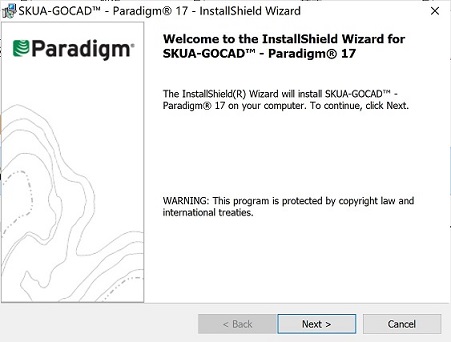 SKUA-GOCAD™ - Paradigm® 17 - InstallShield Wizard
Paradigm®
Welcome to the InstallShield Wizard for
SKUA-GOCAD™ - Paradigm® 17
The InstallShield(R) Wizard will install SKUA-GOCAD™ -
Paradigm® 17 on your computer. To continue, click Next.
WARNING: This program is protected by copyright law and
international treaties.
< Back
Next >
Cancel